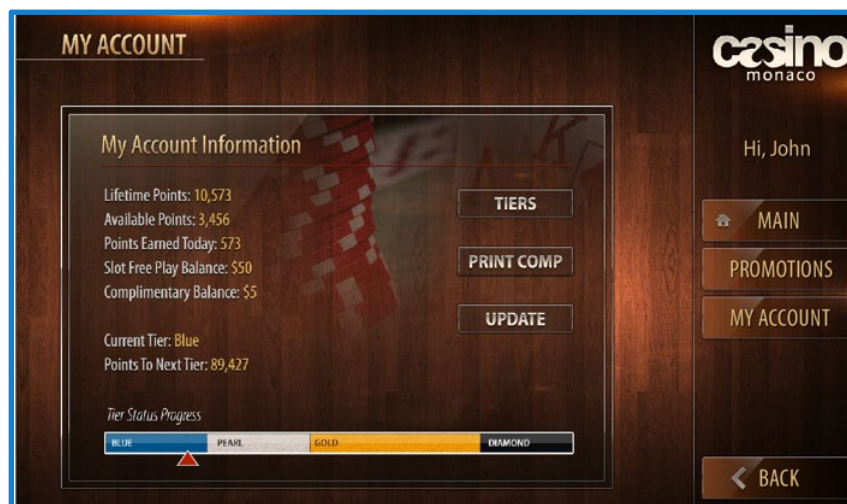 MY ACCOUNT
casino
monaco
My Account Information
Hi, John
Lifetime Points: 10,573
Available Points: 3,456
Points Earned Today: 573
Slot Free Play Balance: $50
Complimentary Balance: $5
TIERS
PRINT COMP
UPDATE
MAIN
PROMOTIONS
MY ACCOUNT
Current Tier: Blue
Points To Next Tier: 89,427
Tier Status Progress
BLUE PEARL GOLD DIAMOND
BACK